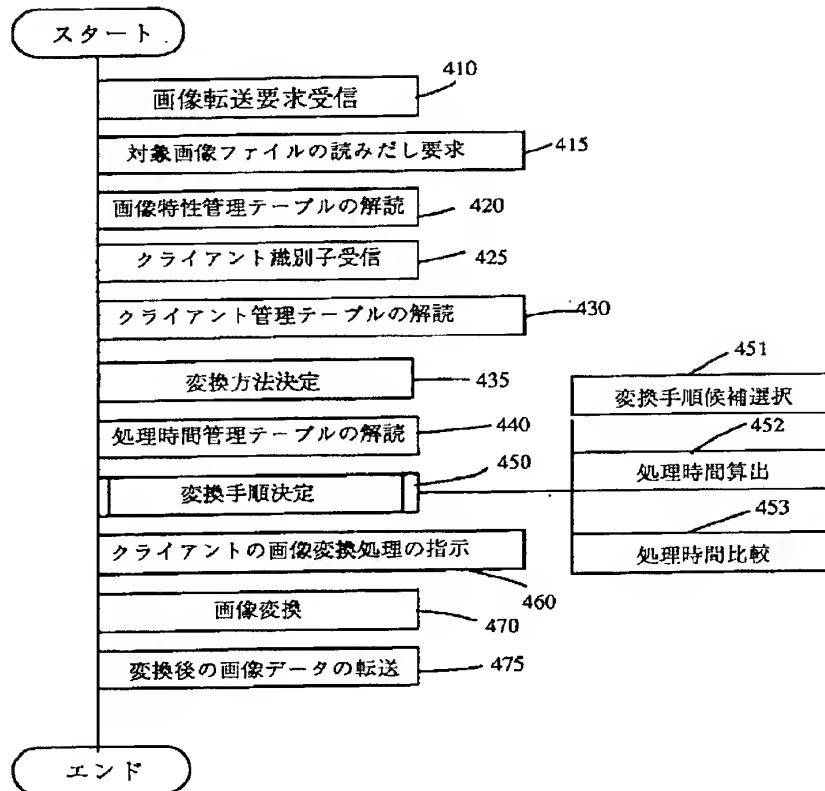 スタート
410
画像転送要求受信
対象画像ファイルの読みだし要求
415
画像特性管理テーブルの解読
420
クライアント識別子受信
425
クライアント管理テーブルの解読
430
変換方法決定
435
処理時間管理テーブルの解読
440
変換手順決定
450
451
変換手順候補選択
452
処理時間算出
453
処理時間比較
クライアントの画像変換処理の指示
460
画像変換
470
変換後の画像データの転送
475
エンド